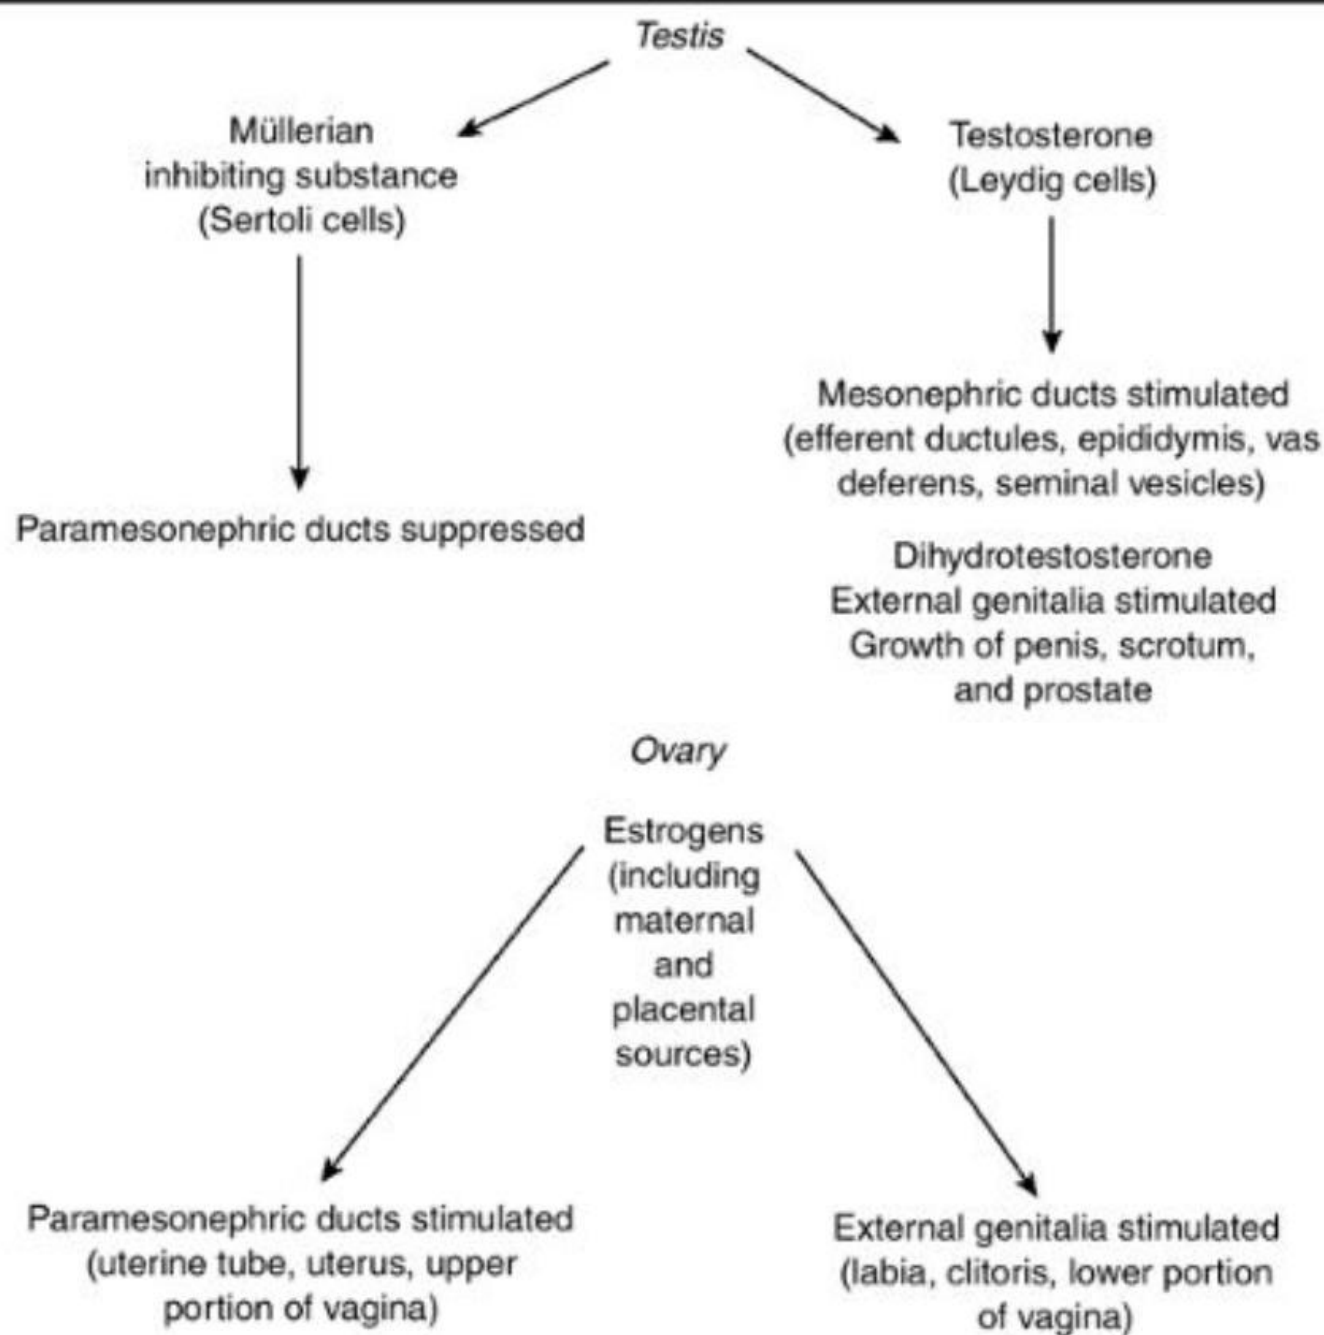 Testis
Müllerian
inhibiting substance
(Sertoli cells)
Testosterone
(Leydig cells)
Paramesonephric ducts suppressed
Mesonephric ducts stimulated
(efferent ductules, epididymis, vas
deferens, seminal vesicles)
Dihydrotestosterone
External genitalia stimulated
Growth of penis, scrotum,
and prostate
Ovary
Estrogens
(including
maternal
and
placental
sources)
Paramesonephric ducts stimulated
(uterine tube, uterus, upper
portion of vagina)
External genitalia stimulated
(labia, clitoris, lower portion
of vagina)